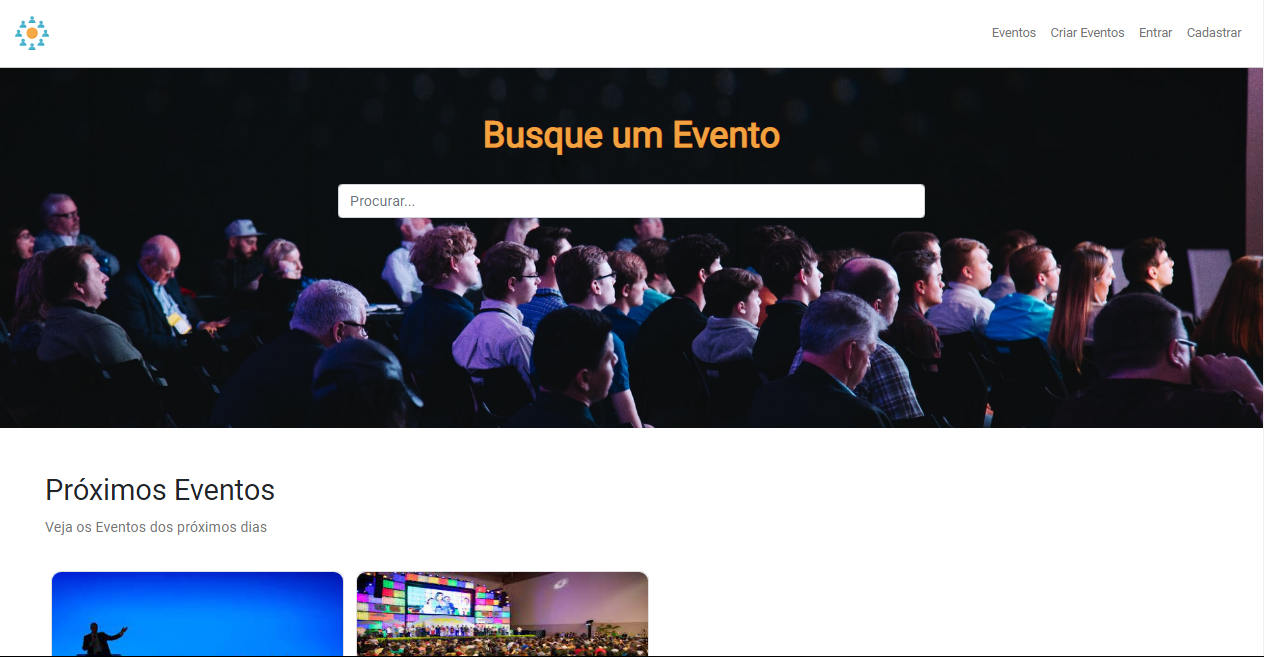 Eventos Criar Eventos Entrar Cadastrar
Busque um Evento
Procurar...
Próximos Eventos
Veja os Eventos dos próximos dias